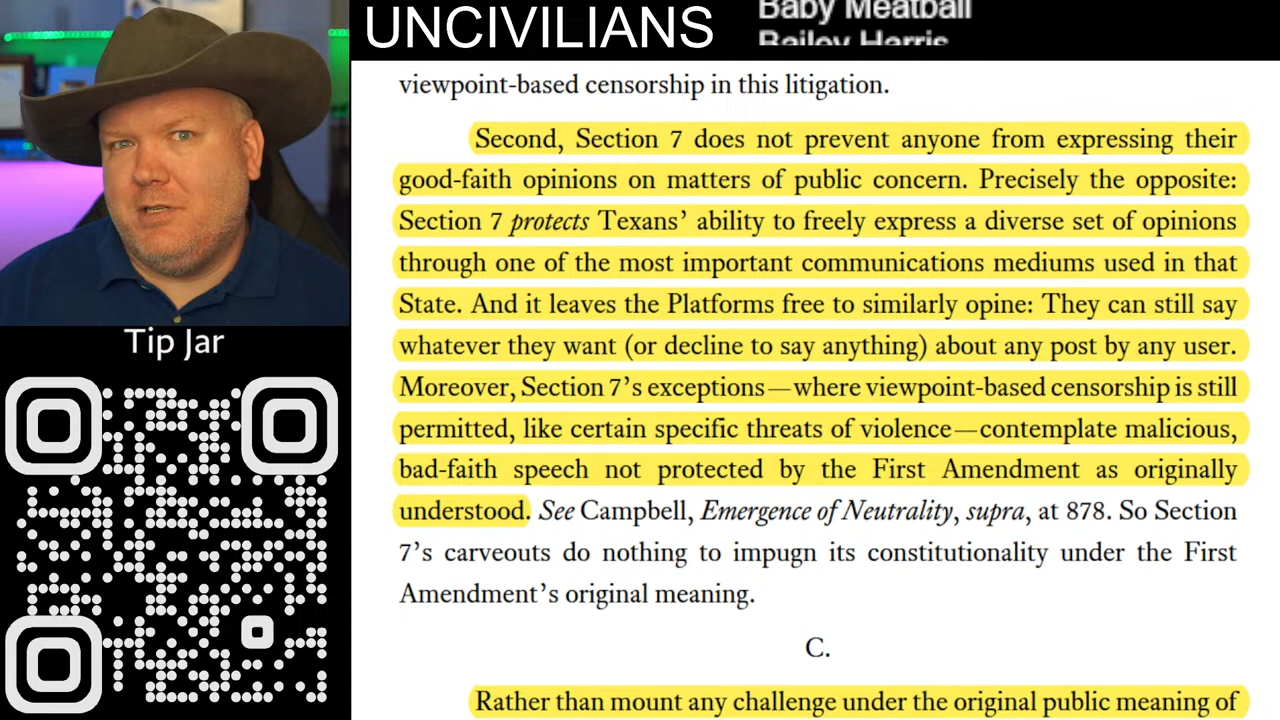 UNCIVILIANS
Baby Meatball
Bailey Harris
Tip Jar
viewpoint-based censorship in this litigation.
Second, Section 7 does not prevent anyone from expressing their
good-faith opinions on matters of public concern. Precisely the opposite:
Section 7 protects Texans’ ability to freely express a diverse set of opinions
through one of the most important communications mediums used in that
State. And it leaves the Platforms free to similarly opine: They can still say
whatever they want (or decline to say anything) about any post by any user.
Moreover, Section 7’s exceptions—where viewpoint-based censorship is still
permitted, like certain specific threats of violence—contemplate malicious,
bad-faith speech not protected by the First Amendment as originally
understood. See Campbell, Emergence of Neutrality, supra, at 878. So Section
7’s carveouts do nothing to impugn its constitutionality under the First
Amendment’s original meaning.
C.
Rather than mount any challenge under the original public meaning of